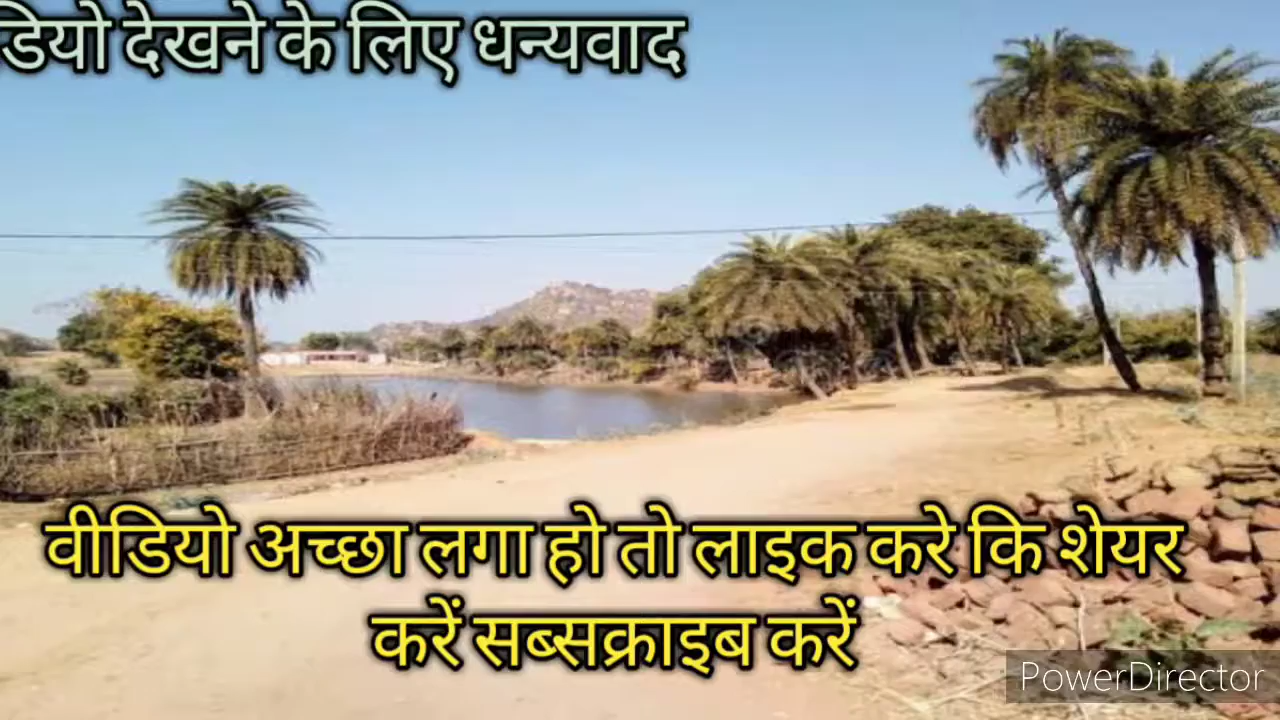 डियो देखने के लिए धन्यवाद
वीडियो अच्छा लगा हो तो लाइक करे कि शेयर
करें सब्सक्राइब करें
PowerDirector